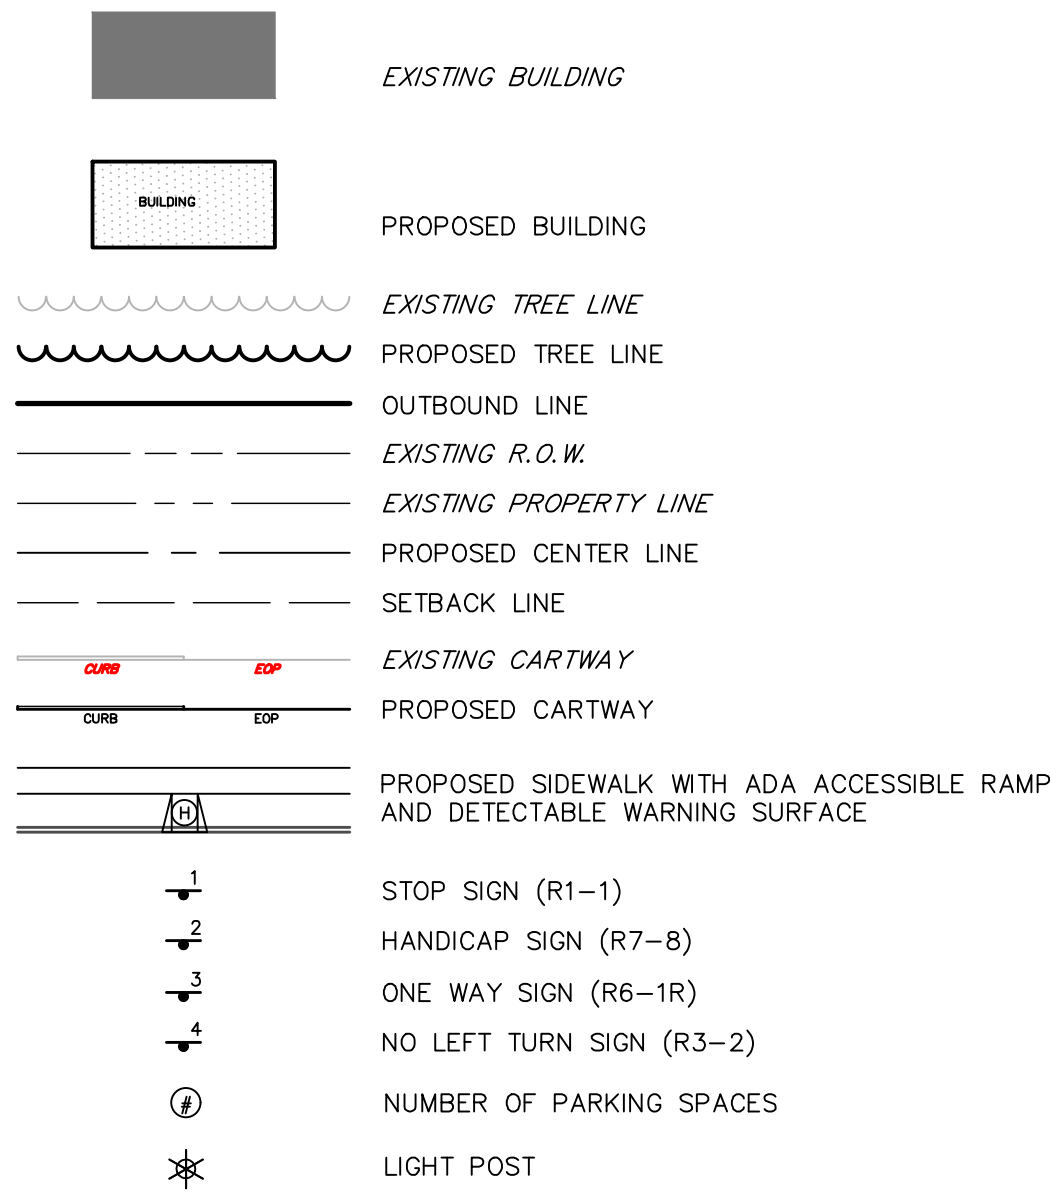 EXISTING BUILDING
BUILDING
PROPOSED BUILDING
EXISTING TREE LINE
PROPOSED TREE LINE
OUTBOUND LINE
EXISTING R.O.W.
EXISTING PROPERTY LINE
PROPOSED CENTER LINE
SETBACK LINE
CURB EOP EXISTING CARTWAY
CURB EOP PROPOSED CARTWAY
PROPOSED SIDEWALK WITH ADA ACCESSIBLE RAMP
H AND DETECTABLE WARNING SURFACE
1 STOP SIGN (R1-1)
2 HANDICAP SIGN (R7-8)
3 ONE WAY SIGN (R6-1R)
4 NO LEFT TURN SIGN (R3-2)
# NUMBER OF PARKING SPACES
LIGHT POST